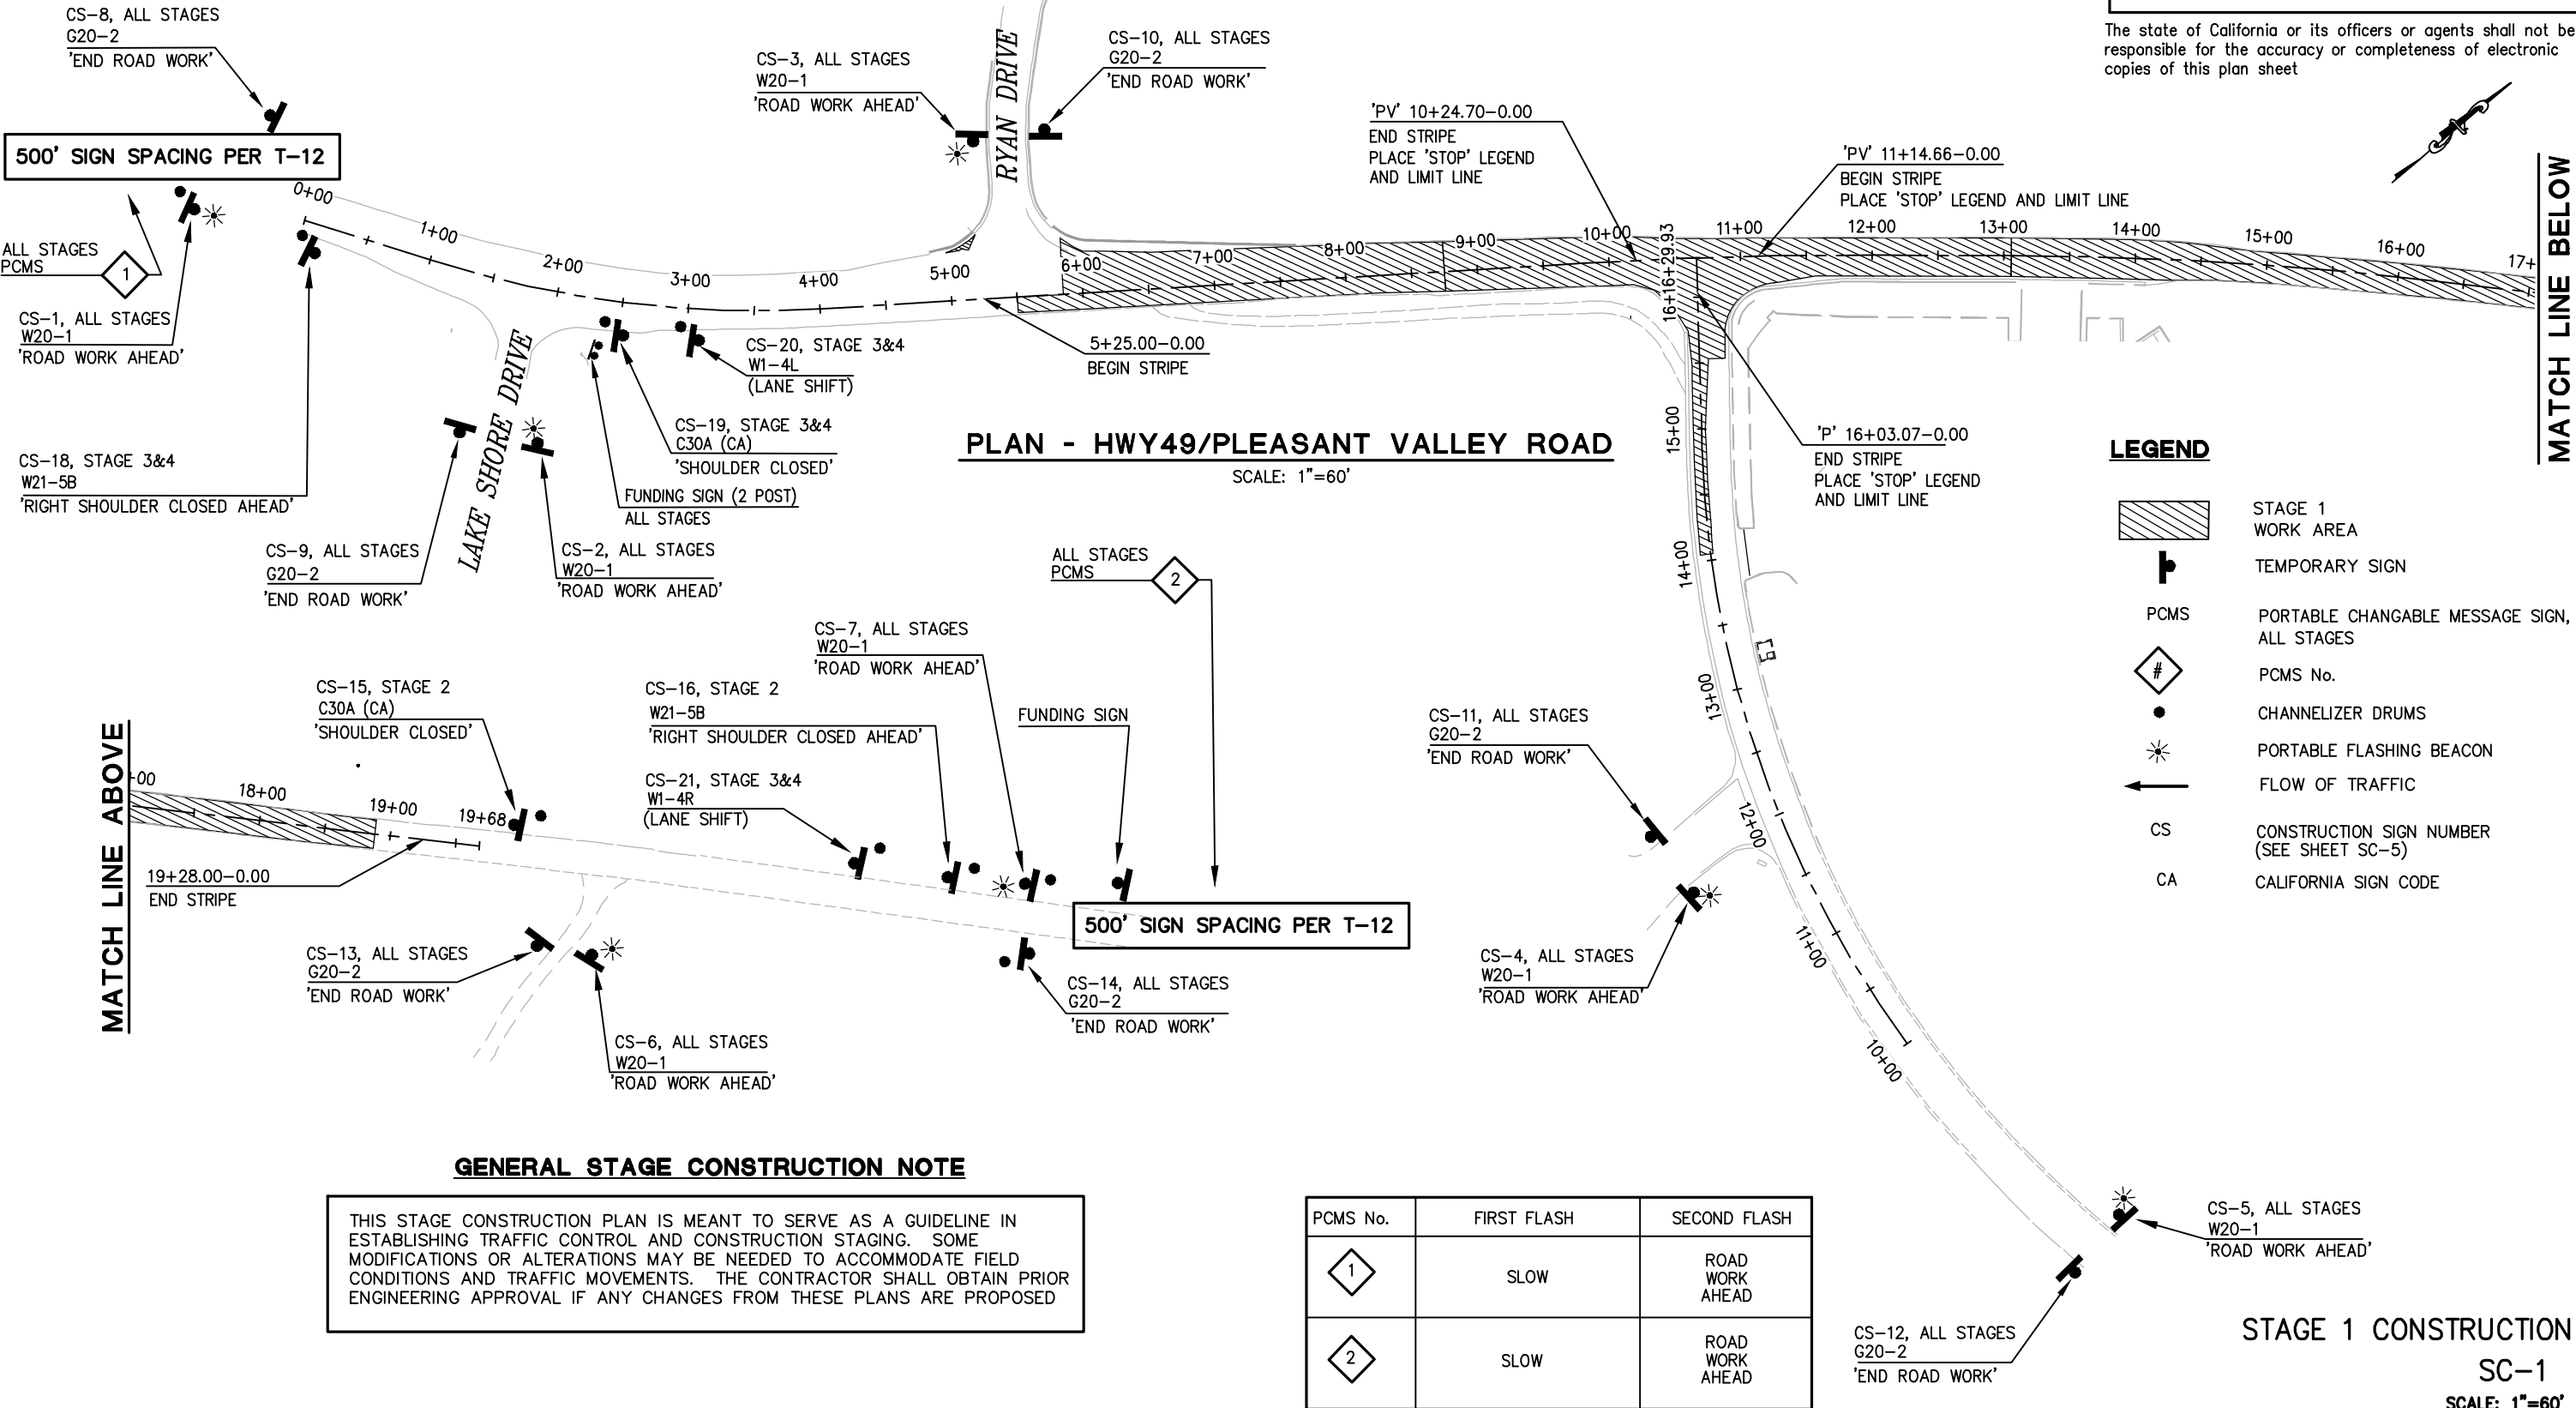 CS-8, ALL STAGES
G20-2
'END ROAD WORK'
500' SIGN SPACING PER T-12
ALL STAGES
PCMS
1
CS-1, ALL STAGES
W20-1
'ROAD WORK AHEAD'
CS-18, STAGE 3&4
W21-5B
'RIGHT SHOULDER CLOSED AHEAD'
CS-9, ALL STAGES
G20-2
'END ROAD WORK'
LAKE SHORE DRIVE
CS-2, ALL STAGES
W20-1
'ROAD WORK AHEAD'
FUNDING SIGN (2 POST)
ALL STAGES
CS-19, STAGE 3&4
C30A (CA)
'SHOULDER CLOSED'
CS-20, STAGE 3&4
W1-4L
(LANE SHIFT)
CS-3, ALL STAGES
W20-1
'ROAD WORK AHEAD'
RYAN DRIVE
CS-10, ALL STAGES
G20-2
'END ROAD WORK'
0+00
1+00
2+00
3+00
4+00
5+00
6+00
7+00
8+00
9+00
10+00
16+16+29.93
11+00
12+00
13+00
14+00
15+00
16+00
17+
5+25.00-0.00
BEGIN STRIPE
'PV' 10+24.70-0.00
END STRIPE
PLACE 'STOP' LEGEND
AND LIMIT LINE
'PV' 11+14.66-0.00
BEGIN STRIPE
PLACE 'STOP' LEGEND AND LIMIT LINE
'P' 16+03.07-0.00
END STRIPE
PLACE 'STOP' LEGEND
AND LIMIT LINE
The state of California or its officers or agents shall not be
responsible for the accuracy or completeness of electronic
copies of this plan sheet
MATCH LINE BELOW
PLAN - HWY49/PLEASANT VALLEY ROAD
SCALE: 1"=60'
15+00
14+00
13+00
12+00
11+00
10+00
LEGEND
STAGE 1
WORK AREA
TEMPORARY SIGN
PCMS
PORTABLE CHANGABLE MESSAGE SIGN,
ALL STAGES
#
PCMS No.
CHANNELIZER DRUMS
PORTABLE FLASHING BEACON
FLOW OF TRAFFIC
CS
CONSTRUCTION SIGN NUMBER
(SEE SHEET SC-5)
CA
CALIFORNIA SIGN CODE
MATCH LINE ABOVE
+00
18+00
19+00
19+68
19+28.00-0.00
END STRIPE
CS-15, STAGE 2
C30A (CA)
'SHOULDER CLOSED'
CS-16, STAGE 2
W21-5B
'RIGHT SHOULDER CLOSED AHEAD'
CS-21, STAGE 3&4
W1-4R
(LANE SHIFT)
CS-7, ALL STAGES
W20-1
'ROAD WORK AHEAD'
FUNDING SIGN
ALL STAGES
PCMS
2
500' SIGN SPACING PER T-12
CS-13, ALL STAGES
G20-2
'END ROAD WORK'
CS-6, ALL STAGES
W20-1
'ROAD WORK AHEAD'
CS-14, ALL STAGES
G20-2
'END ROAD WORK'
CS-11, ALL STAGES
G20-2
'END ROAD WORK'
CS-4, ALL STAGES
W20-1
'ROAD WORK AHEAD'
CS-5, ALL STAGES
W20-1
'ROAD WORK AHEAD'
CS-12, ALL STAGES
G20-2
'END ROAD WORK'
GENERAL STAGE CONSTRUCTION NOTE
THIS STAGE CONSTRUCTION PLAN IS MEANT TO SERVE AS A GUIDELINE IN
ESTABLISHING TRAFFIC CONTROL AND CONSTRUCTION STAGING. SOME
MODIFICATIONS OR ALTERATIONS MAY BE NEEDED TO ACCOMMODATE FIELD
CONDITIONS AND TRAFFIC MOVEMENTS. THE CONTRACTOR SHALL OBTAIN PRIOR
ENGINEERING APPROVAL IF ANY CHANGES FROM THESE PLANS ARE PROPOSED
PCMS No. FIRST FLASH SECOND FLASH
1 SLOW ROAD
WORK
AHEAD
2 SLOW ROAD
WORK
AHEAD
STAGE 1 CONSTRUCTION
SC-1
SCALE: 1"=60'